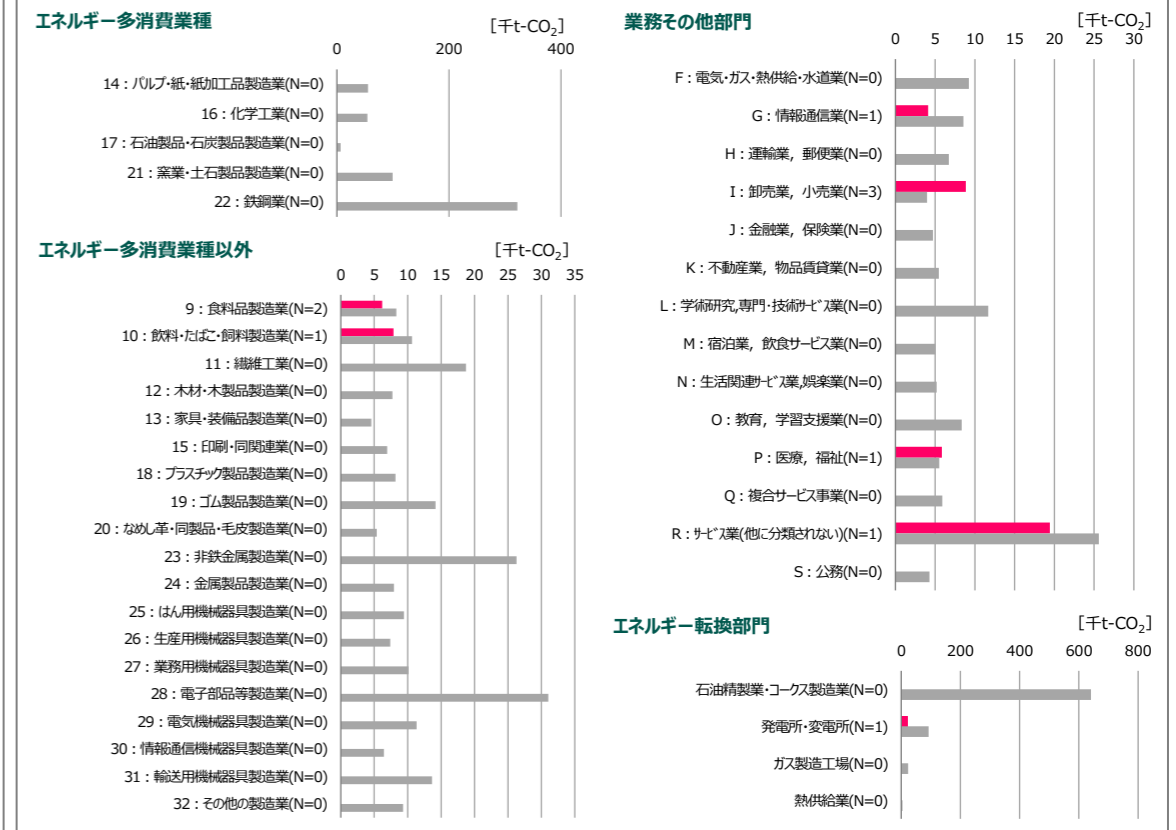 エネルギー多消費業種
[千t-CO₂]
0 200 400
14：パルプ・紙・紙加工品製造業(N=0)
16：化学工業(N=0)
17：石油製品・石炭製品製造業(N=0)
21：窯業・土石製品製造業(N=0)
22：鉄鋼業(N=0)
エネルギー多消費業種以外
[千t-CO₂]
0 5 10 15 20 25 30 35
9：食料品製造業(N=2)
10：飲料・たばこ・飼料製造業(N=1)
11：繊維工業(N=0)
12：木材・木製品製造業(N=0)
13：家具・装備品製造業(N=0)
15：印刷・同関連業(N=0)
18：プラスチック製品製造業(N=0)
19：ゴム製品製造業(N=0)
20：なめし革・同製品・毛皮製造業(N=0)
23：非鉄金属製造業(N=0)
24：金属製品製造業(N=0)
25：はん用機械器具製造業(N=0)
26：生産用機械器具製造業(N=0)
27：業務用機械器具製造業(N=0)
28：電子部品等製造業(N=0)
29：電気機械器具製造業(N=0)
30：情報通信機械器具製造業(N=0)
31：輸送用機械器具製造業(N=0)
32：その他の製造業(N=0)
業務その他部門
[千t-CO₂]
0 5 10 15 20 25 30
F：電気・ガス・熱供給・水道業(N=0)
G：情報通信業(N=1)
H：運輸業，郵便業(N=0)
I：卸売業，小売業(N=3)
J：金融業，保険業(N=0)
K：不動産業，物品賃貸業(N=0)
L：学術研究,専門・技術サービス業(N=0)
M：宿泊業，飲食サービス業(N=0)
N：生活関連サービス業,娯楽業(N=0)
O：教育，学習支援業(N=0)
P：医療，福祉(N=1)
Q：複合サービス事業(N=0)
R：サービス業(他に分類されない)(N=1)
S：公務(N=0)
エネルギー転換部門
[千t-CO₂]
0 200 400 600 800
石油精製業・コークス製造業(N=0)
発電所・変電所(N=1)
ガス製造工場(N=0)
熱供給業(N=0)